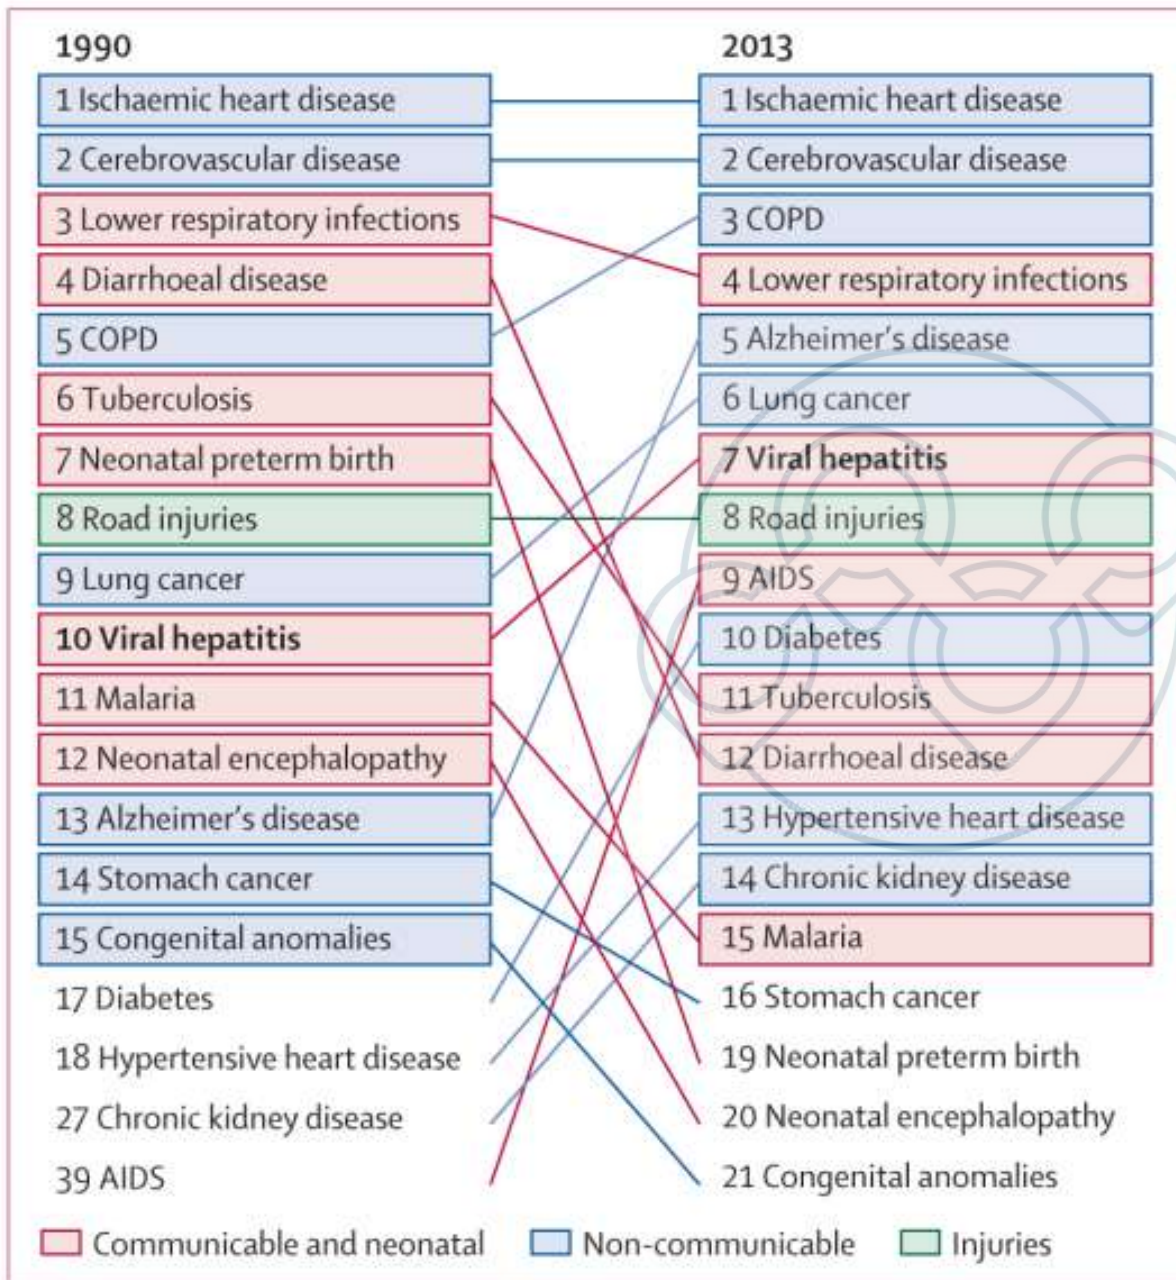 1990
1 Ischaemic heart disease
2 Cerebrovascular disease
3 Lower respiratory infections
4 Diarrhoeal disease
5 COPD
6 Tuberculosis
7 Neonatal preterm birth
8 Road injuries
9 Lung cancer
10 Viral hepatitis
11 Malaria
12 Neonatal encephalopathy
13 Alzheimer's disease
14 Stomach cancer
15 Congenital anomalies
17 Diabetes
18 Hypertensive heart disease
27 Chronic kidney disease
39 AIDS
2013
1 Ischaemic heart disease
2 Cerebrovascular disease
3 COPD
4 Lower respiratory infections
5 Alzheimer's disease
6 Lung cancer
7 Viral hepatitis
8 Road injuries
9 AIDS
10 Diabetes
11 Tuberculosis
12 Diarrhoeal disease
13 Hypertensive heart disease
14 Chronic kidney disease
15 Malaria
16 Stomach cancer
19 Neonatal preterm birth
20 Neonatal encephalopathy
21 Congenital anomalies
Communicable and neonatal
Non-communicable
Injuries